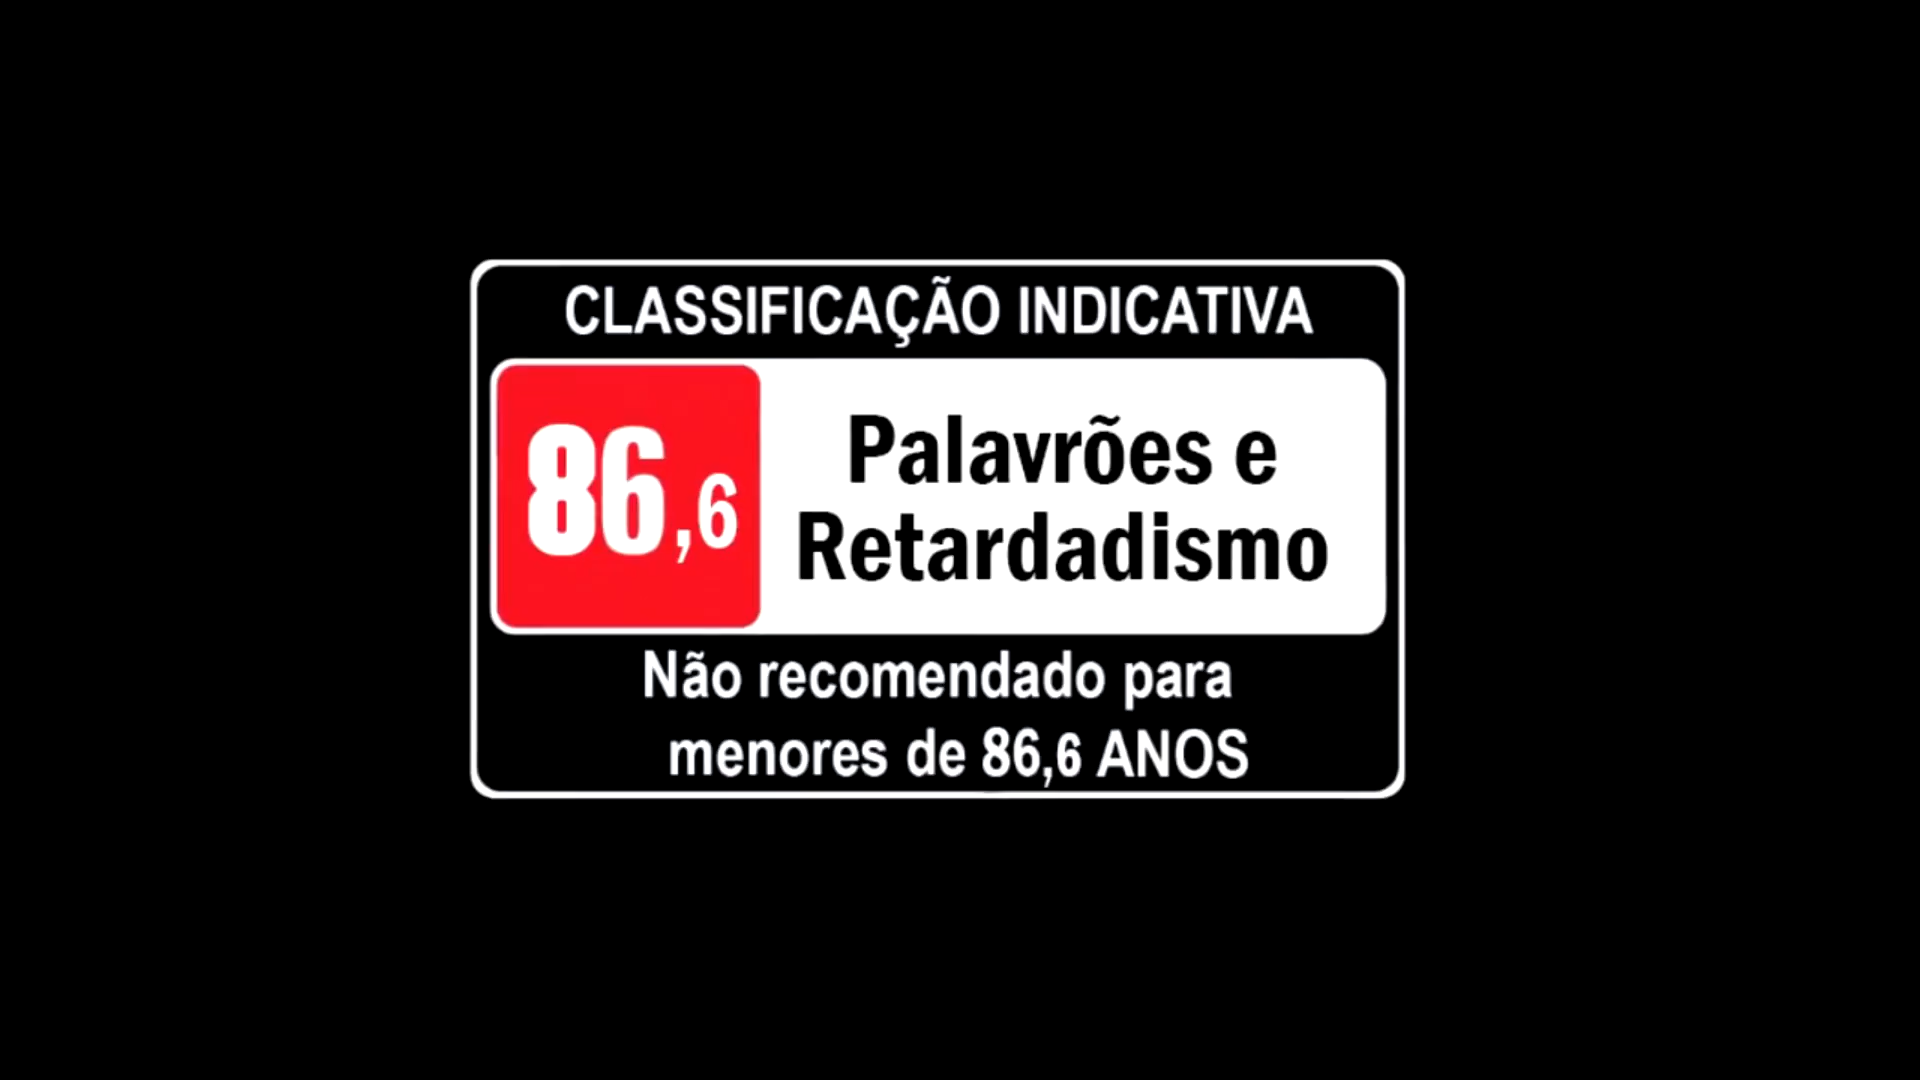 CLASSIFICAÇÃO INDICATIVA
86,6
Palavrões e
Retardadismo
Não recomendado para
menores de 86,6 ANOS